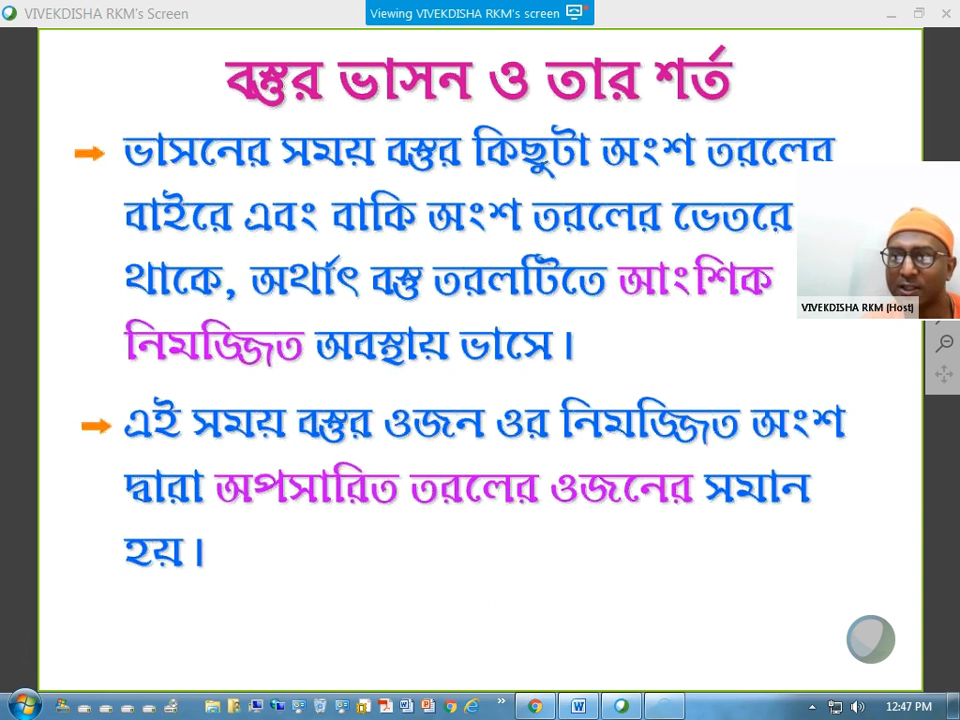 VIVEKDISHA RKM's Screen
Viewing VIVEKDISHA RKM's screen
বস্তুর ভাসন ও তার শর্ত
ভাসনের সময় বস্তুর কিছুটা অংশ তরলের
বাইরে এবং বাকি অংশ তরলের ভেতরে
থাকে, অর্থাৎ বস্তু তরলটিতে আংশিক
নিমজ্জিত অবস্থায় ভাসে।
এই সময় বস্তুর ওজন ওর নিমজ্জিত অংশ
দ্বারা অপসারিত তরলের ওজনের সমান
হয়।
VIVEKDISHA RKM (Host)
12:47 PM